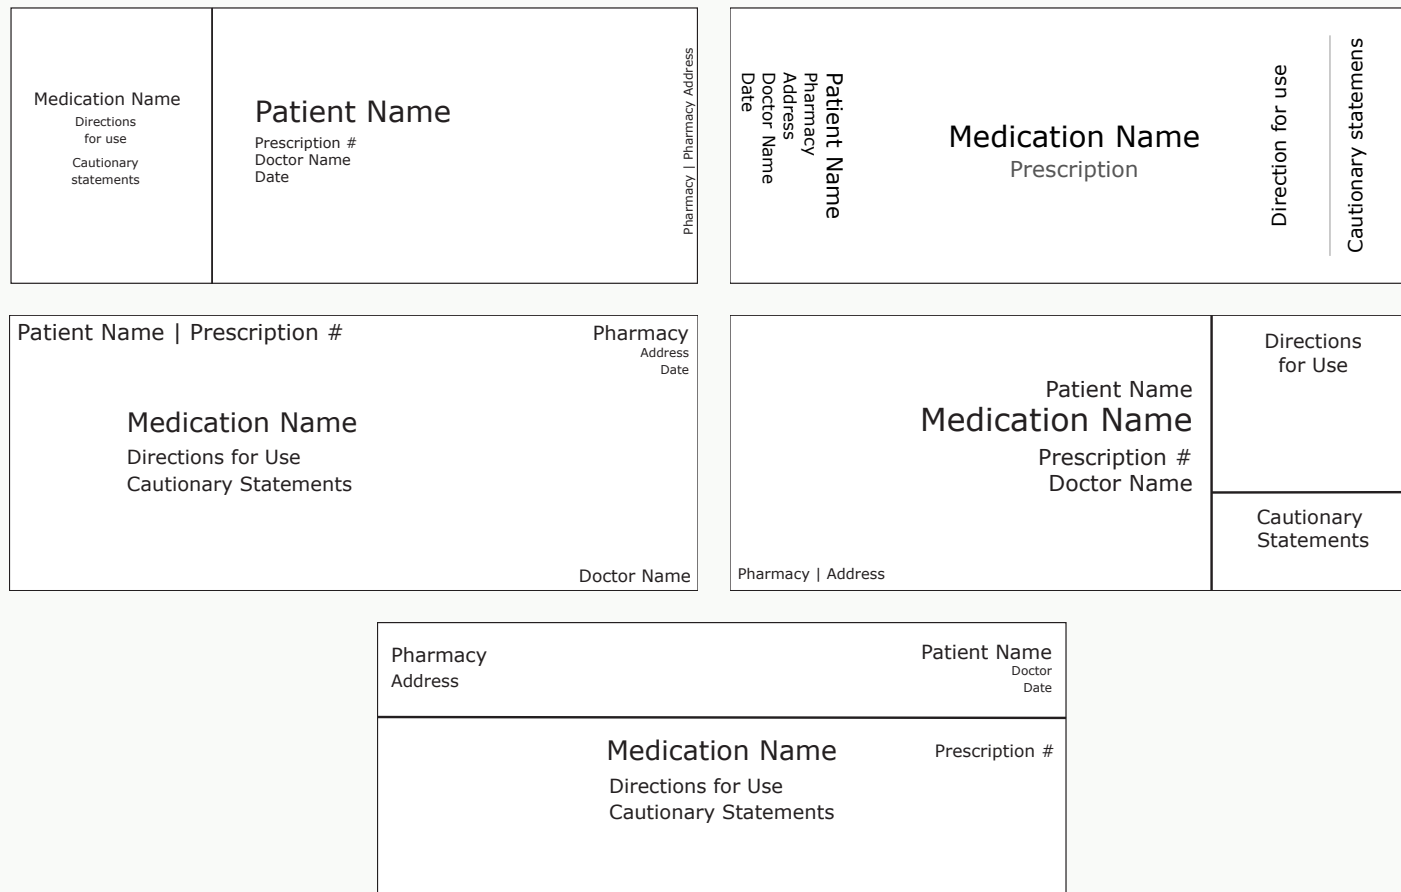 Medication Name
Directions
for use
Cautionary
statements
Patient Name
Prescription #
Doctor Name
Date
Pharmacy | Pharmacy Address
Patient Name
Pharmacy
Address
Doctor Name
Date
Medication Name
Prescription
Direction for use
Cautionary statemens
Patient Name | Prescription #
Pharmacy
Address
Date
Medication Name
Directions for Use
Cautionary Statements
Doctor Name
Patient Name
Medication Name
Prescription #
Doctor Name
Pharmacy | Address
Directions
for Use
Cautionary
Statements
Pharmacy
Address
Patient Name
Doctor
Date
Medication Name
Prescription #
Directions for Use
Cautionary Statements